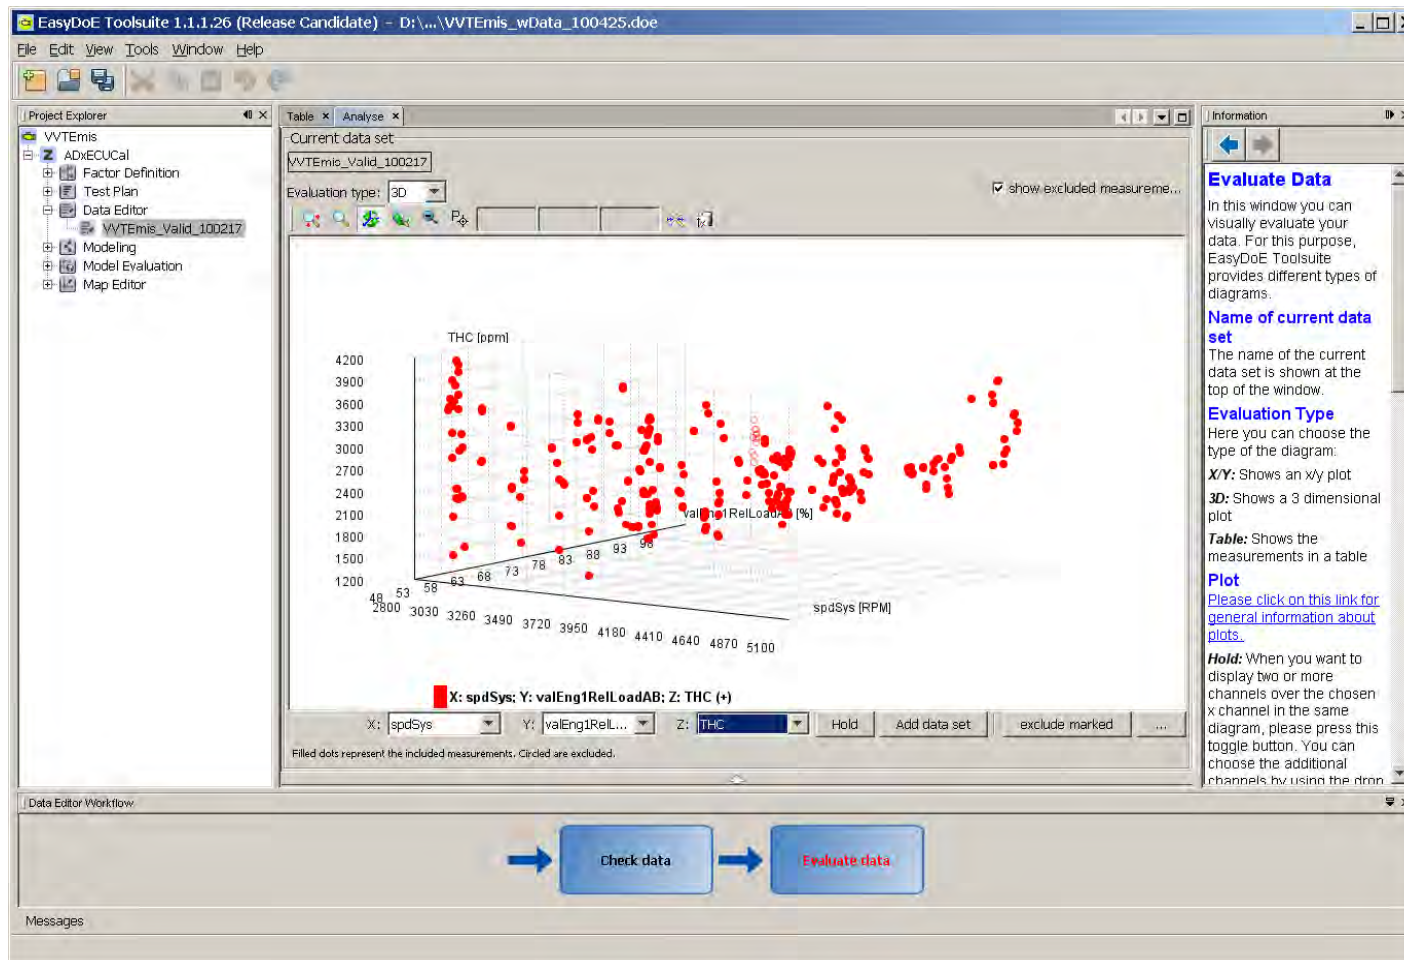 EasyDoE Toolsuite 1.1.1.26 (Release Candidate) - D:\...\VVTEmis_wData_100425.doe
File Edit View Tools Window Help
Project Explorer
VVTEmis
ADxECUCal
Factor Definition
Test Plan
Data Editor
VVTEmis_Valid_100217
Modeling
Model Evaluation
Map Editor
Table Analyse
Current data set
VVTEmis_Valid_100217
Evaluation type: 3D
show excluded measureme...
THC [ppm]
4200
3900
3600
3300
3000
2700
2400
2100
1800
1500
1200
valEng1RelLoadAB [%]
48 53 58 63 68 73 78 83 88 93 98
spdSys [RPM]
2800 3030 3260 3490 3720 3950 4180 4410 4640 4870 5100
X: spdSys; Y: valEng1RelLoadAB; Z: THC (+)
X: spdSys Y: valEng1RelL... Z: THC Hold Add data set exclude marked ...
Filled dots represent the included measurements. Circled are excluded.
Information
Evaluate Data
In this window you can
visually evaluate your
data. For this purpose,
EasyDoE Toolsuite
provides different types of
diagrams.
Name of current data
set
The name of the current
data set is shown at the
top of the window.
Evaluation Type
Here you can choose the
type of the diagram:
X/Y: Shows an x/y plot
3D: Shows a 3 dimensional
plot
Table: Shows the
measurements in a table
Plot
Please click on this link for
general information about
plots.
Hold: When you want to
display two or more
channels over the chosen
x channel in the same
diagram, please press this
toggle button. You can
choose the additional
channels by using the drop
Data Editor Workflow
Check data
Evaluate data
Messages